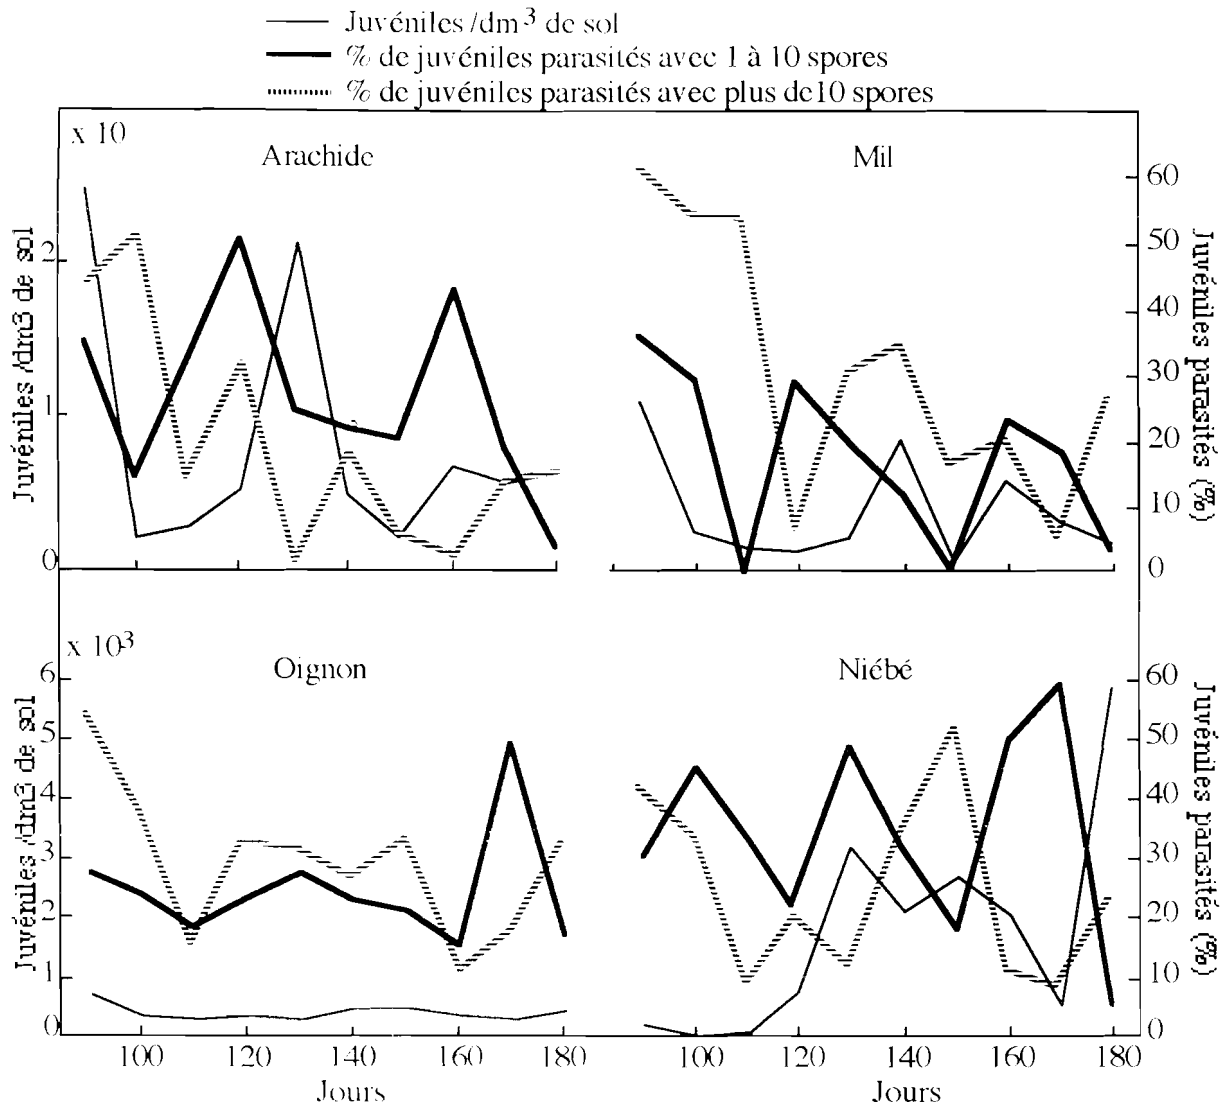 Juvéniles /dm³ de sol
% de juvéniles parasités avec 1 à 10 spores
% de juvéniles parasités avec plus de10 spores
x 10
Arachide
Mil
2
1
0
Juvéniles /dm3 de sol
60
50
40
30
20
10
0
Juvéniles parasités (%)
x 10³
Oignon
Niébé
6
5
4
3
2
1
0
Juvéniles /dm3 de sol
60
50
40
30
20
10
0
Juvéniles parasités (%)
100 120 140 160 180
100 120 140 160 180
Jours
Jours